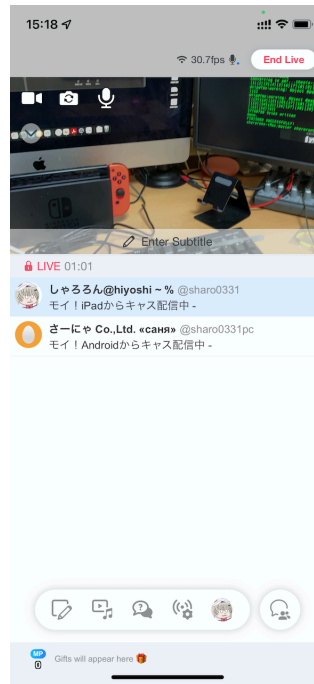 15:18
30.7fps
End Live
Enter Subtitle
LIVE 01:01
しゃろろん@hiyoshi ~ % @sharo0331
モイ！iPadからキャス配信中 -
さーにゃ Co.,Ltd. «саня» @sharo0331pc
モイ！Androidからキャス配信中 -
MP
0
Gifts will appear here